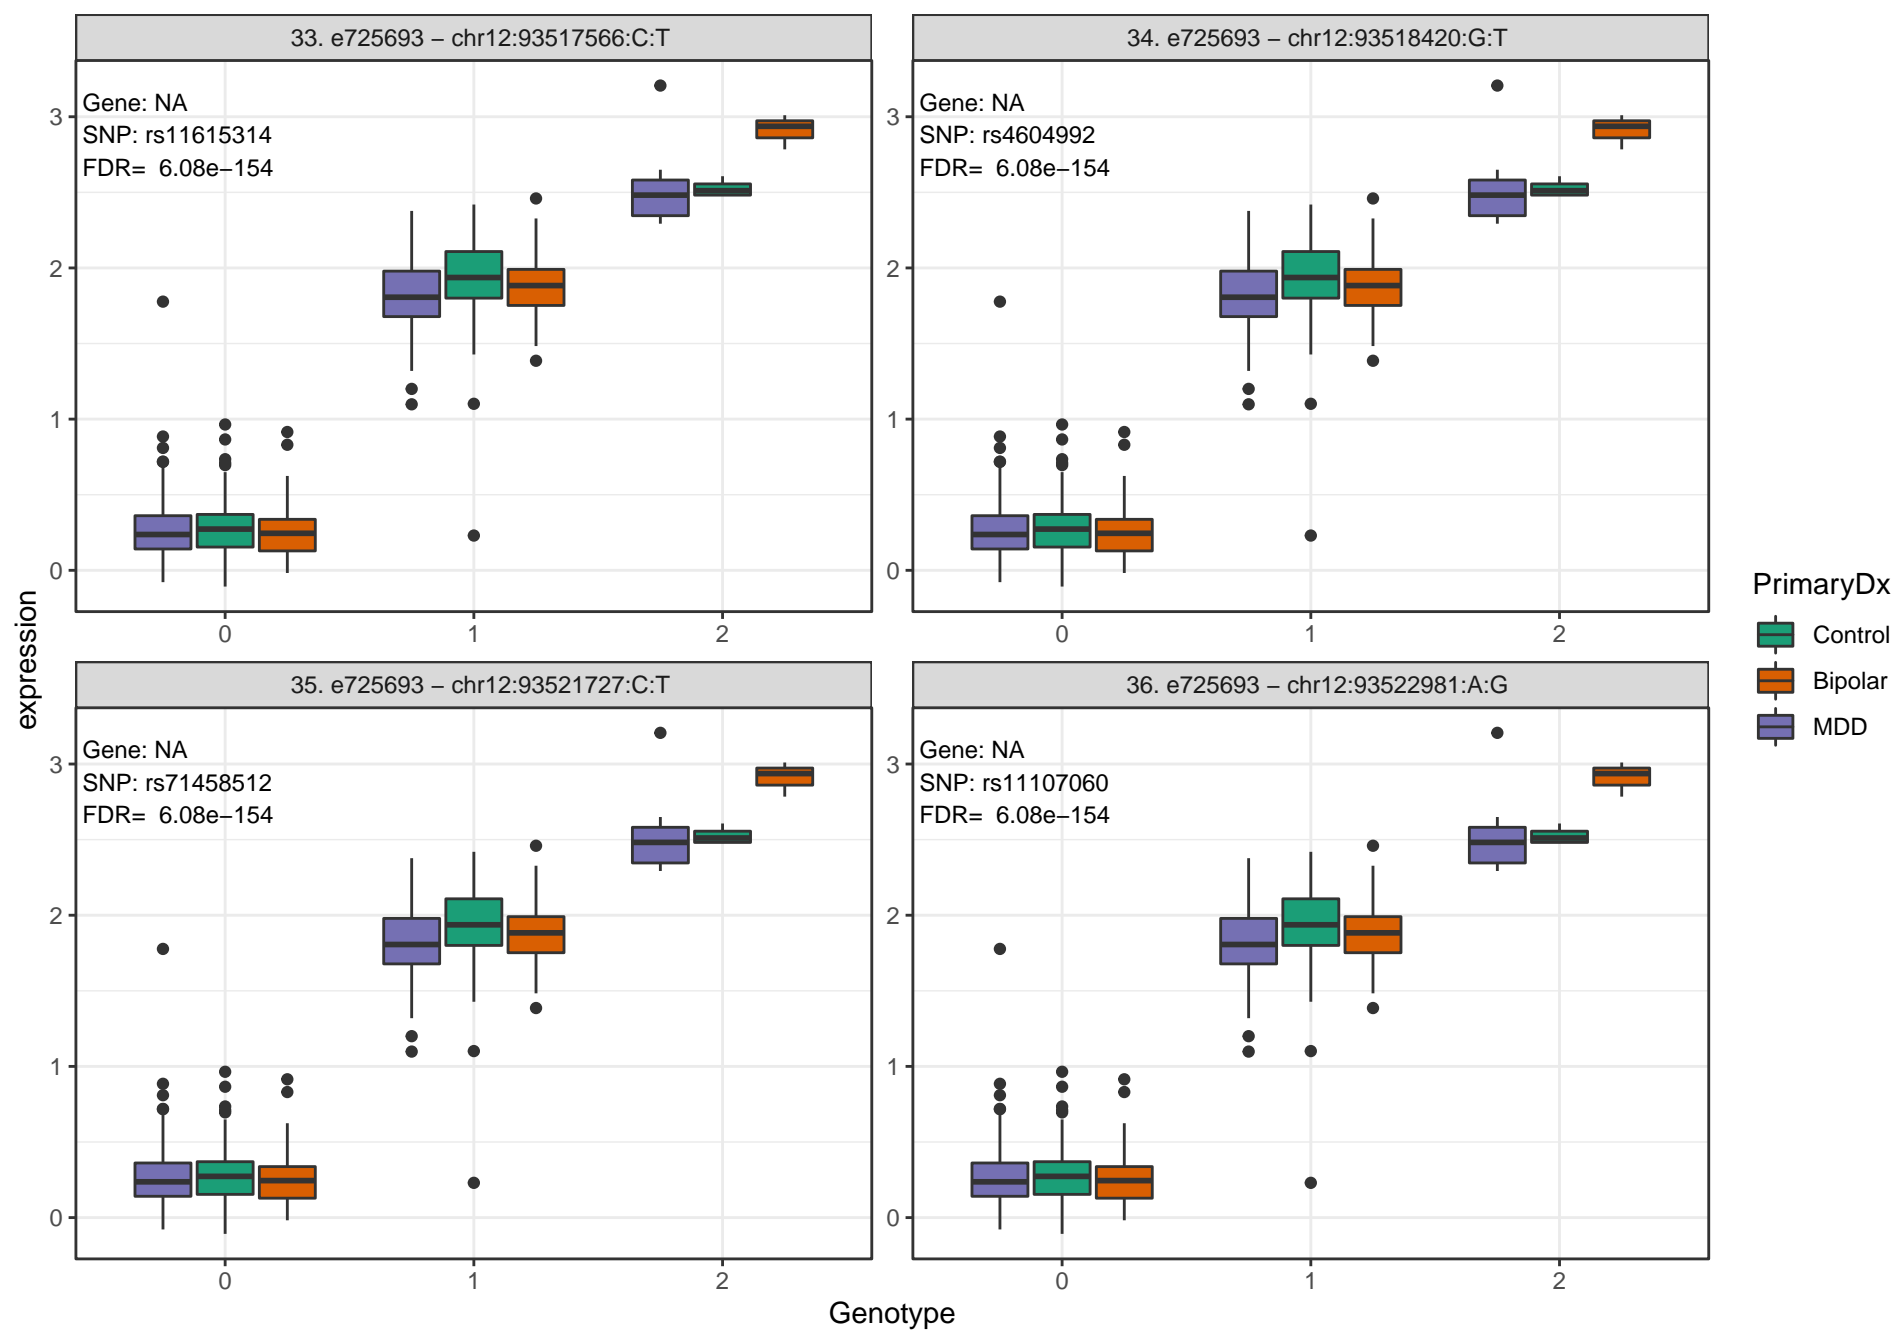 33. e725693 – chr12:93517566:C:T
Gene: NA
SNP: rs11615314
FDR=  6.08e−154
3
2
1
0
0 1 2
34. e725693 – chr12:93518420:G:T
Gene: NA
SNP: rs4604992
FDR=  6.08e−154
3
2
1
0
0 1 2
35. e725693 – chr12:93521727:C:T
Gene: NA
SNP: rs71458512
FDR=  6.08e−154
3
2
1
0
0 1 2
36. e725693 – chr12:93522981:A:G
Gene: NA
SNP: rs11107060
FDR=  6.08e−154
3
2
1
0
0 1 2
expression
Genotype
PrimaryDx
Control
Bipolar
MDD